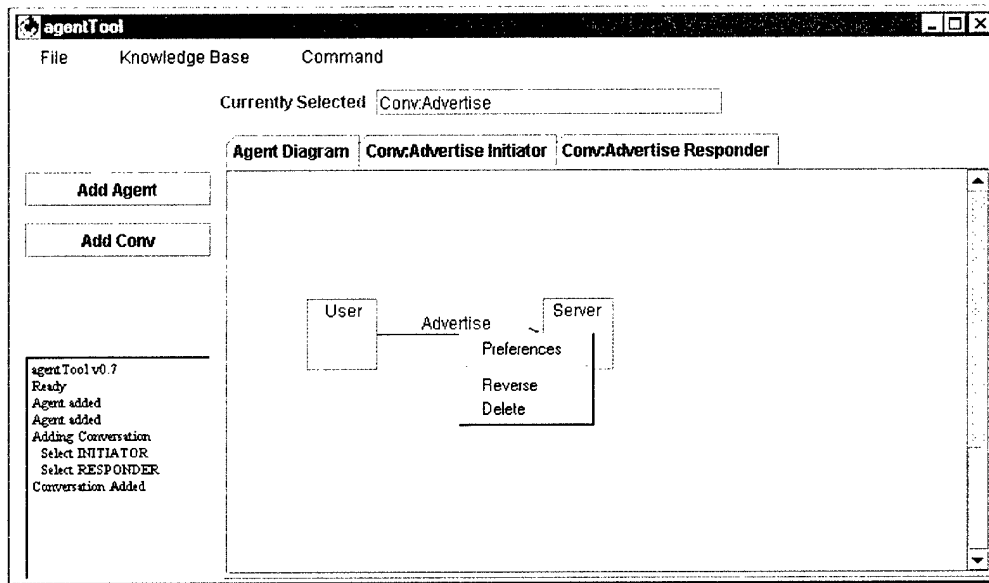 agentTool
File Knowledge Base Command
Currently Selected Conv:Advertise
Agent Diagram Conv:Advertise Initiator Conv:Advertise Responder
Add Agent
Add Conv
User Advertise Server
Preferences
Reverse
Delete
agentTool v0.7
Ready
Agent added
Agent added
Adding Conversation
Select INITIATOR
Select RESPONDER
Conversation Added